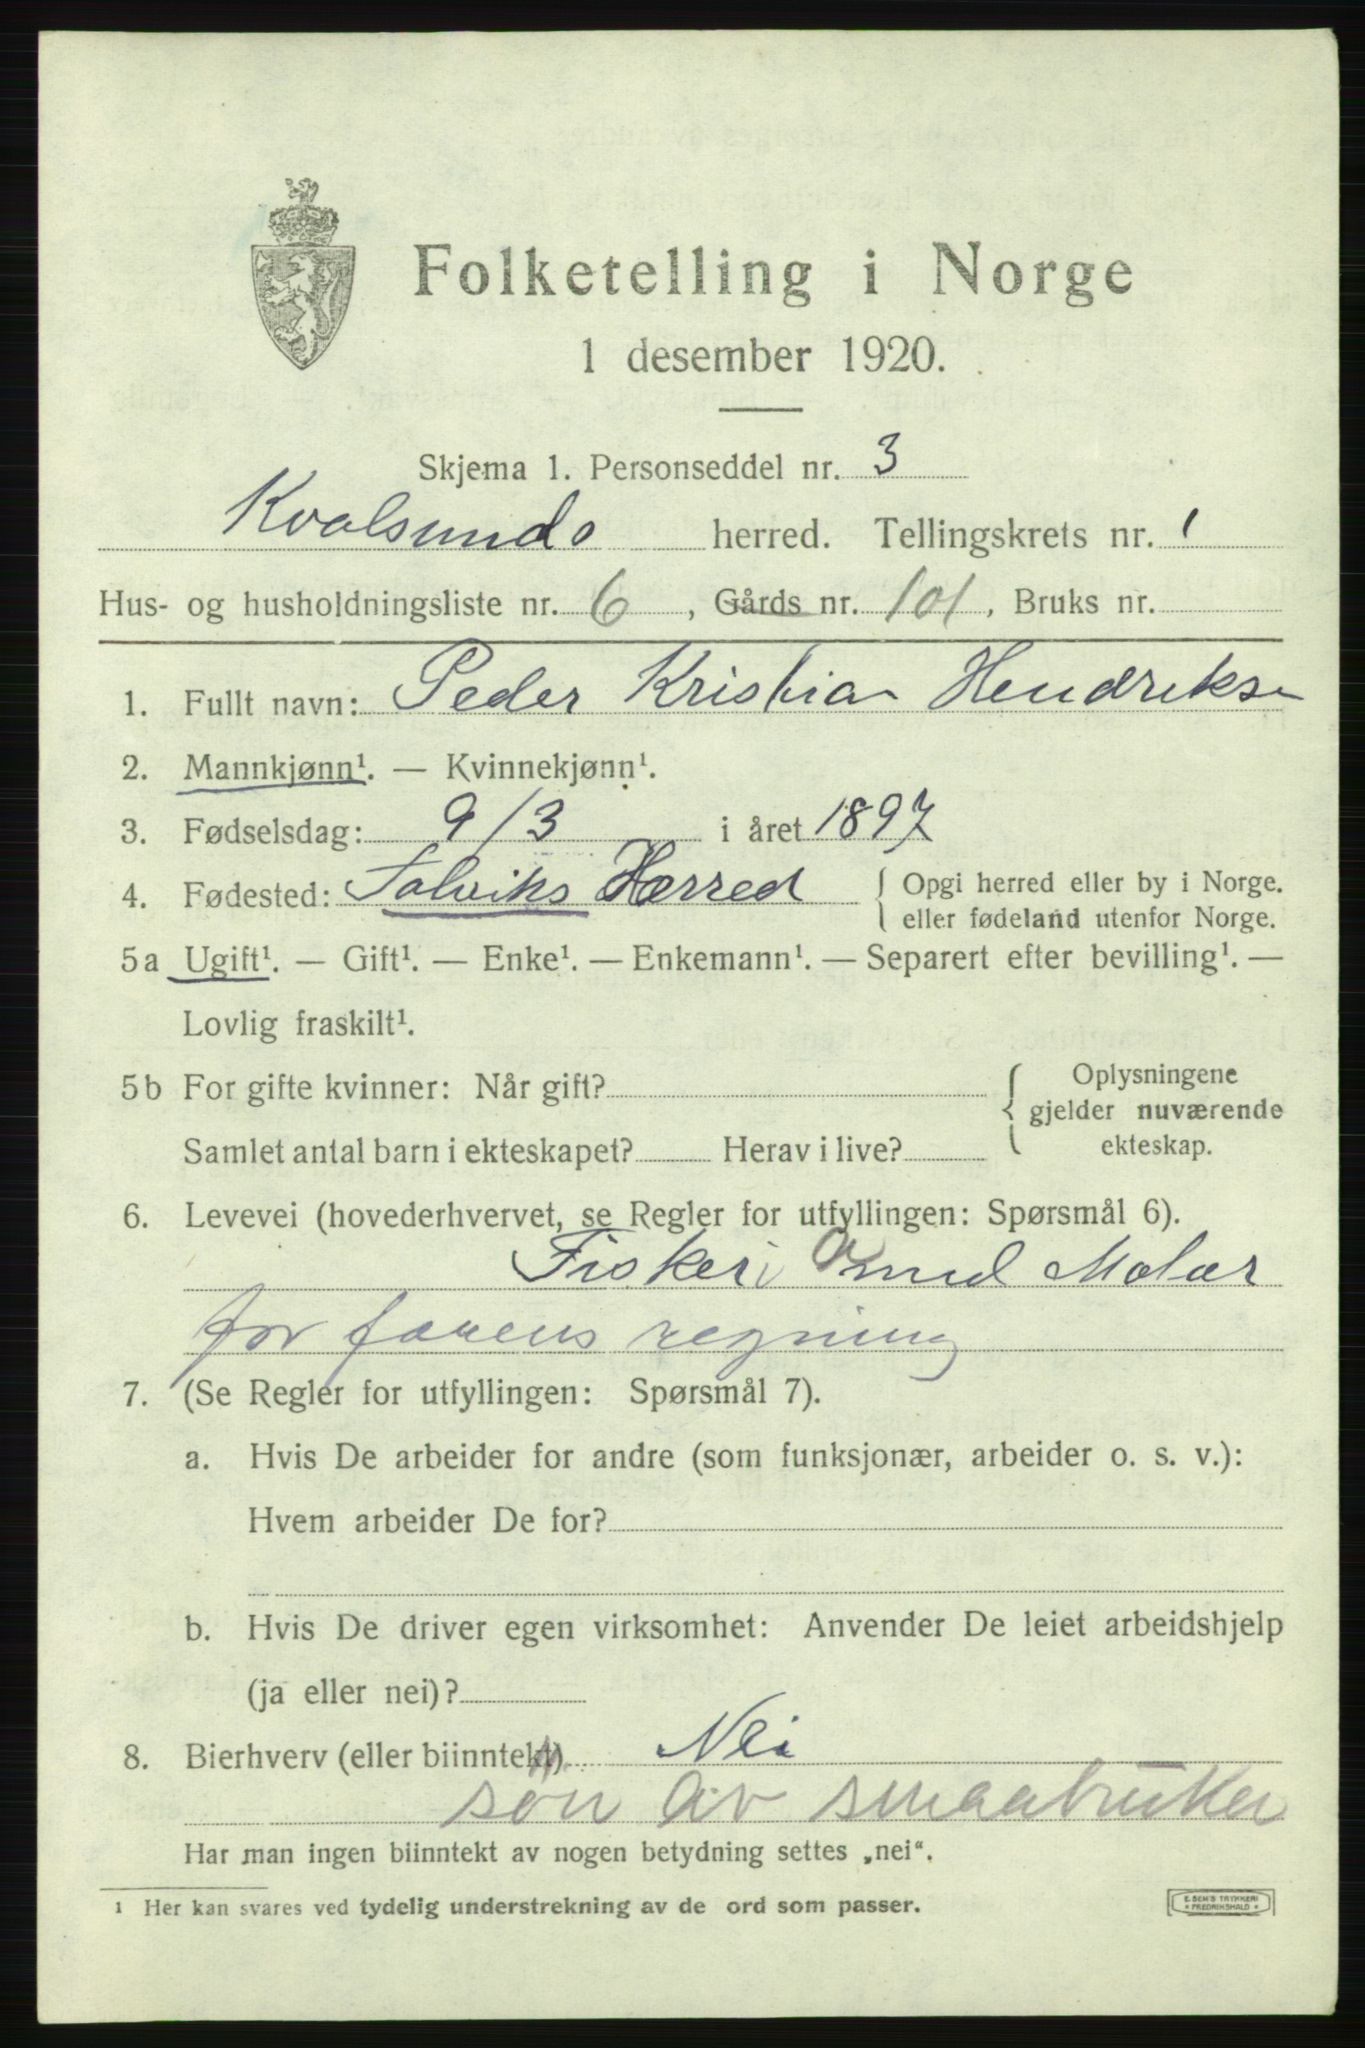 Folketelling i Norge
1 desember 1920.
Skjema 1. Personseddel nr. 3
Kvalsunds herred. Tellingskrets nr. 1
Hus- og husholdningsliste nr. 6, Gårds nr. 101, Bruks nr.
1. Fullt navn: Peder Kristian Hendriksen
2. Mannkjønn¹. — Kvinnekjønn¹.
3. Fødselsdag: 9/3 i året 1897
4. Fødested: Talviks Herred { Opgi herred eller by i Norge.
eller fødeland utenfor Norge.
5a Ugift¹. — Gift¹. — Enke¹. — Enkemann¹. — Separert efter bevilling¹. —
Lovlig fraskilt¹.
5b For gifte kvinner: Når gift? { Oplysningene
gjelder nuværende
Samlet antal barn i ekteskapet? Herav i live? ekteskap.
6. Levevei (hovederhvervet, se Regler for utfyllingen: Spørsmål 6).
Fiskeri med Motor
for farens regning
7. (Se Regler for utfyllingen: Spørsmål 7).
a. Hvis De arbeider for andre (som funksjonær, arbeider o. s. v.):
Hvem arbeider De for?
b. Hvis De driver egen virksomhet: Anvender De leiet arbeidshjelp
(ja eller nei)?
8. Bierhverv (eller biinntekt) Nei
søn av smaabruker
Har man ingen biinntekt av nogen betydning settes „nei“.
¹ Her kan svares ved tydelig understrekning av de ord som passer.
E. SEM'S TRYKKERI
* FREDRIKSHALD *